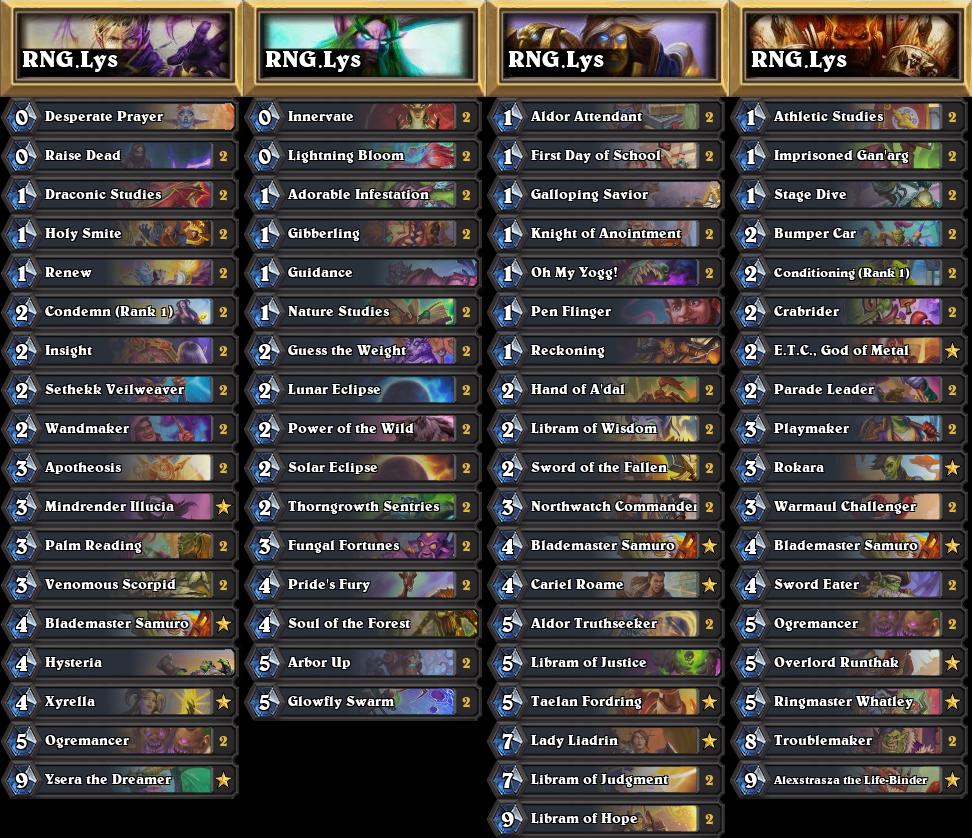 RNG.Lys
0 Desperate Prayer
0 Raise Dead 2
1 Draconic Studies 2
1 Holy Smite 2
1 Renew 2
2 Condemn (Rank 1) 2
2 Insight 2
2 Sethekk Veilweaver 2
2 Wandmaker 2
3 Apotheosis 2
3 Mindrender Illucia
3 Palm Reading 2
3 Venomous Scorpid 2
4 Blademaster Samuro
4 Hysteria
4 Xyrella
5 Ogremancer 2
9 Ysera the Dreamer
RNG.Lys
0 Innervate 2
0 Lightning Bloom 2
1 Adorable Infestation 2
1 Gibberling 2
1 Guidance
1 Nature Studies 2
2 Guess the Weight 2
2 Lunar Eclipse 2
2 Power of the Wild 2
2 Solar Eclipse 2
2 Thorngrowth Sentries 2
3 Fungal Fortunes 2
4 Pride's Fury 2
4 Soul of the Forest
5 Arbor Up 2
5 Glowfly Swarm 2
RNG.Lys
1 Aldor Attendant 2
1 First Day of School 2
1 Galloping Savior
1 Knight of Anointment 2
1 Oh My Yogg! 2
1 Pen Flinger
1 Reckoning
2 Hand of A'dal 2
2 Libram of Wisdom 2
2 Sword of the Fallen 2
3 Northwatch Commander 2
4 Blademaster Samuro
4 Cariel Roame
5 Aldor Truthseeker 2
5 Libram of Justice
5 Taelan Fordring
7 Lady Liadrin
7 Libram of Judgment 2
9 Libram of Hope 2
RNG.Lys
1 Athletic Studies 2
1 Imprisoned Gan'arg 2
1 Stage Dive 2
2 Bumper Car 2
2 Conditioning (Rank 1) 2
2 Crabrider 2
2 E.T.C., God of Metal
2 Parade Leader 2
3 Playmaker 2
3 Rokara
3 Warmaul Challenger 2
4 Blademaster Samuro
4 Sword Eater 2
5 Ogremancer 2
5 Overlord Runthak
5 Ringmaster Whatley
8 Troublemaker 2
9 Alexstrasza the Life-Binder